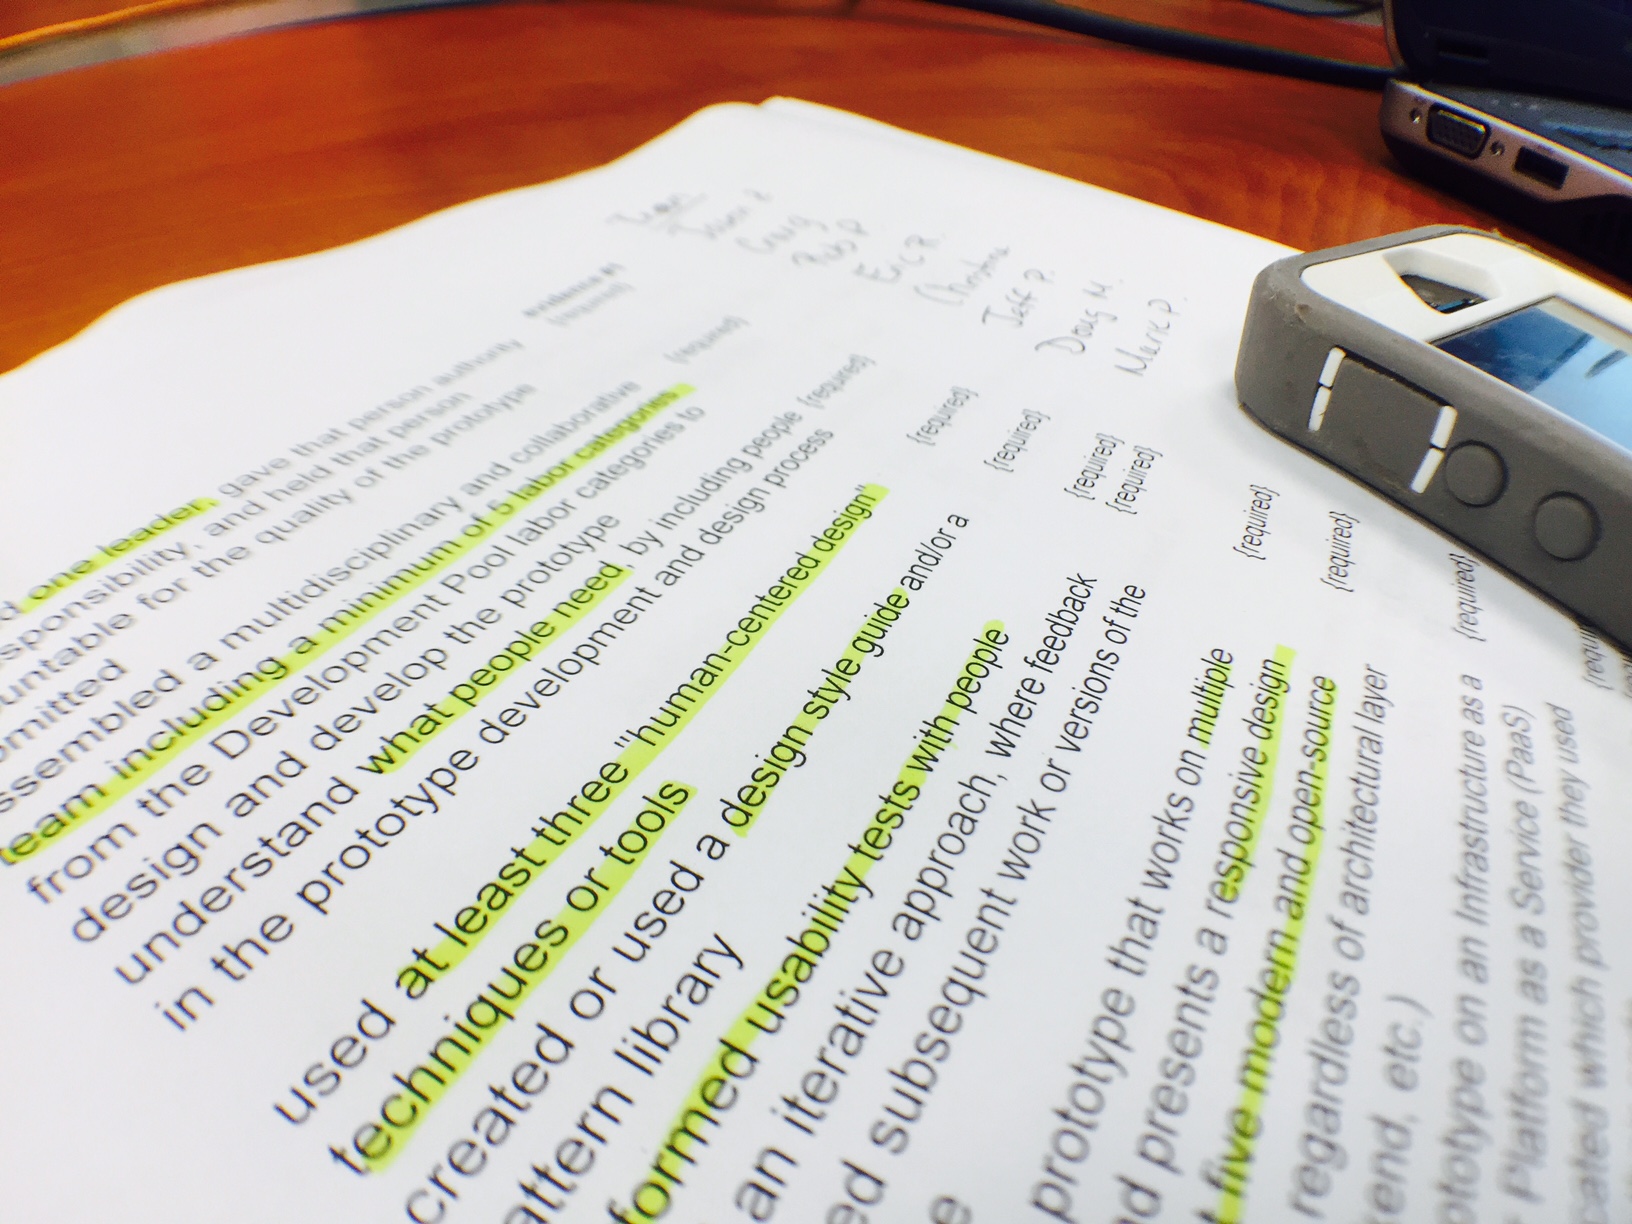 Team
Jason
Craig
Rob P
Eric R.
Christine
Jeff P.
Doug M.
Mark P.
evidence #1
{required}
one leader, gave that person authority
sponsibility, and held that person
ountable for the quality of the prototype
omitted
{required}
ssembled a multidisciplinary and collaborative
team including a minimum of 5 labor categories
from the Development Pool labor categories to
design and develop the prototype
{required}
understand what people need, by including people
in the prototype development and design process
{required}
used at least three "human-centered design"
techniques or tools
{required}
created or used a design style guide and/or a
attern library
{required}
formed usability tests with people
{required}
an iterative approach, where feedback
ed subsequent work or versions of the
e
{required}
prototype that works on multiple
d presents a responsive design
{required}
five modern and open-source
regardless of architectural layer
end, etc.)
{required}
ototype on an Infrastructure as a
Platform as a Service (PaaS)
cated which provider they used
{requir